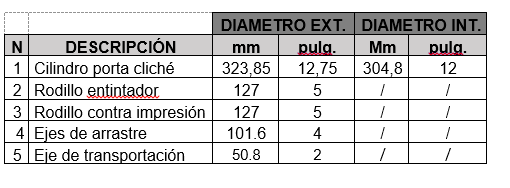 DIAMETRO EXT. DIAMETRO INT.
N DESCRIPCIÓN mm pulg. Mm pulg.
1 Cilindro porta cliché 323,85 12,75 304,8 12
2 Rodillo entintador 127 5 / /
3 Rodillo contra impresión 127 5 / /
4 Ejes de arrastre 101.6 4 / /
5 Eje de transportación 50.8 2 / /